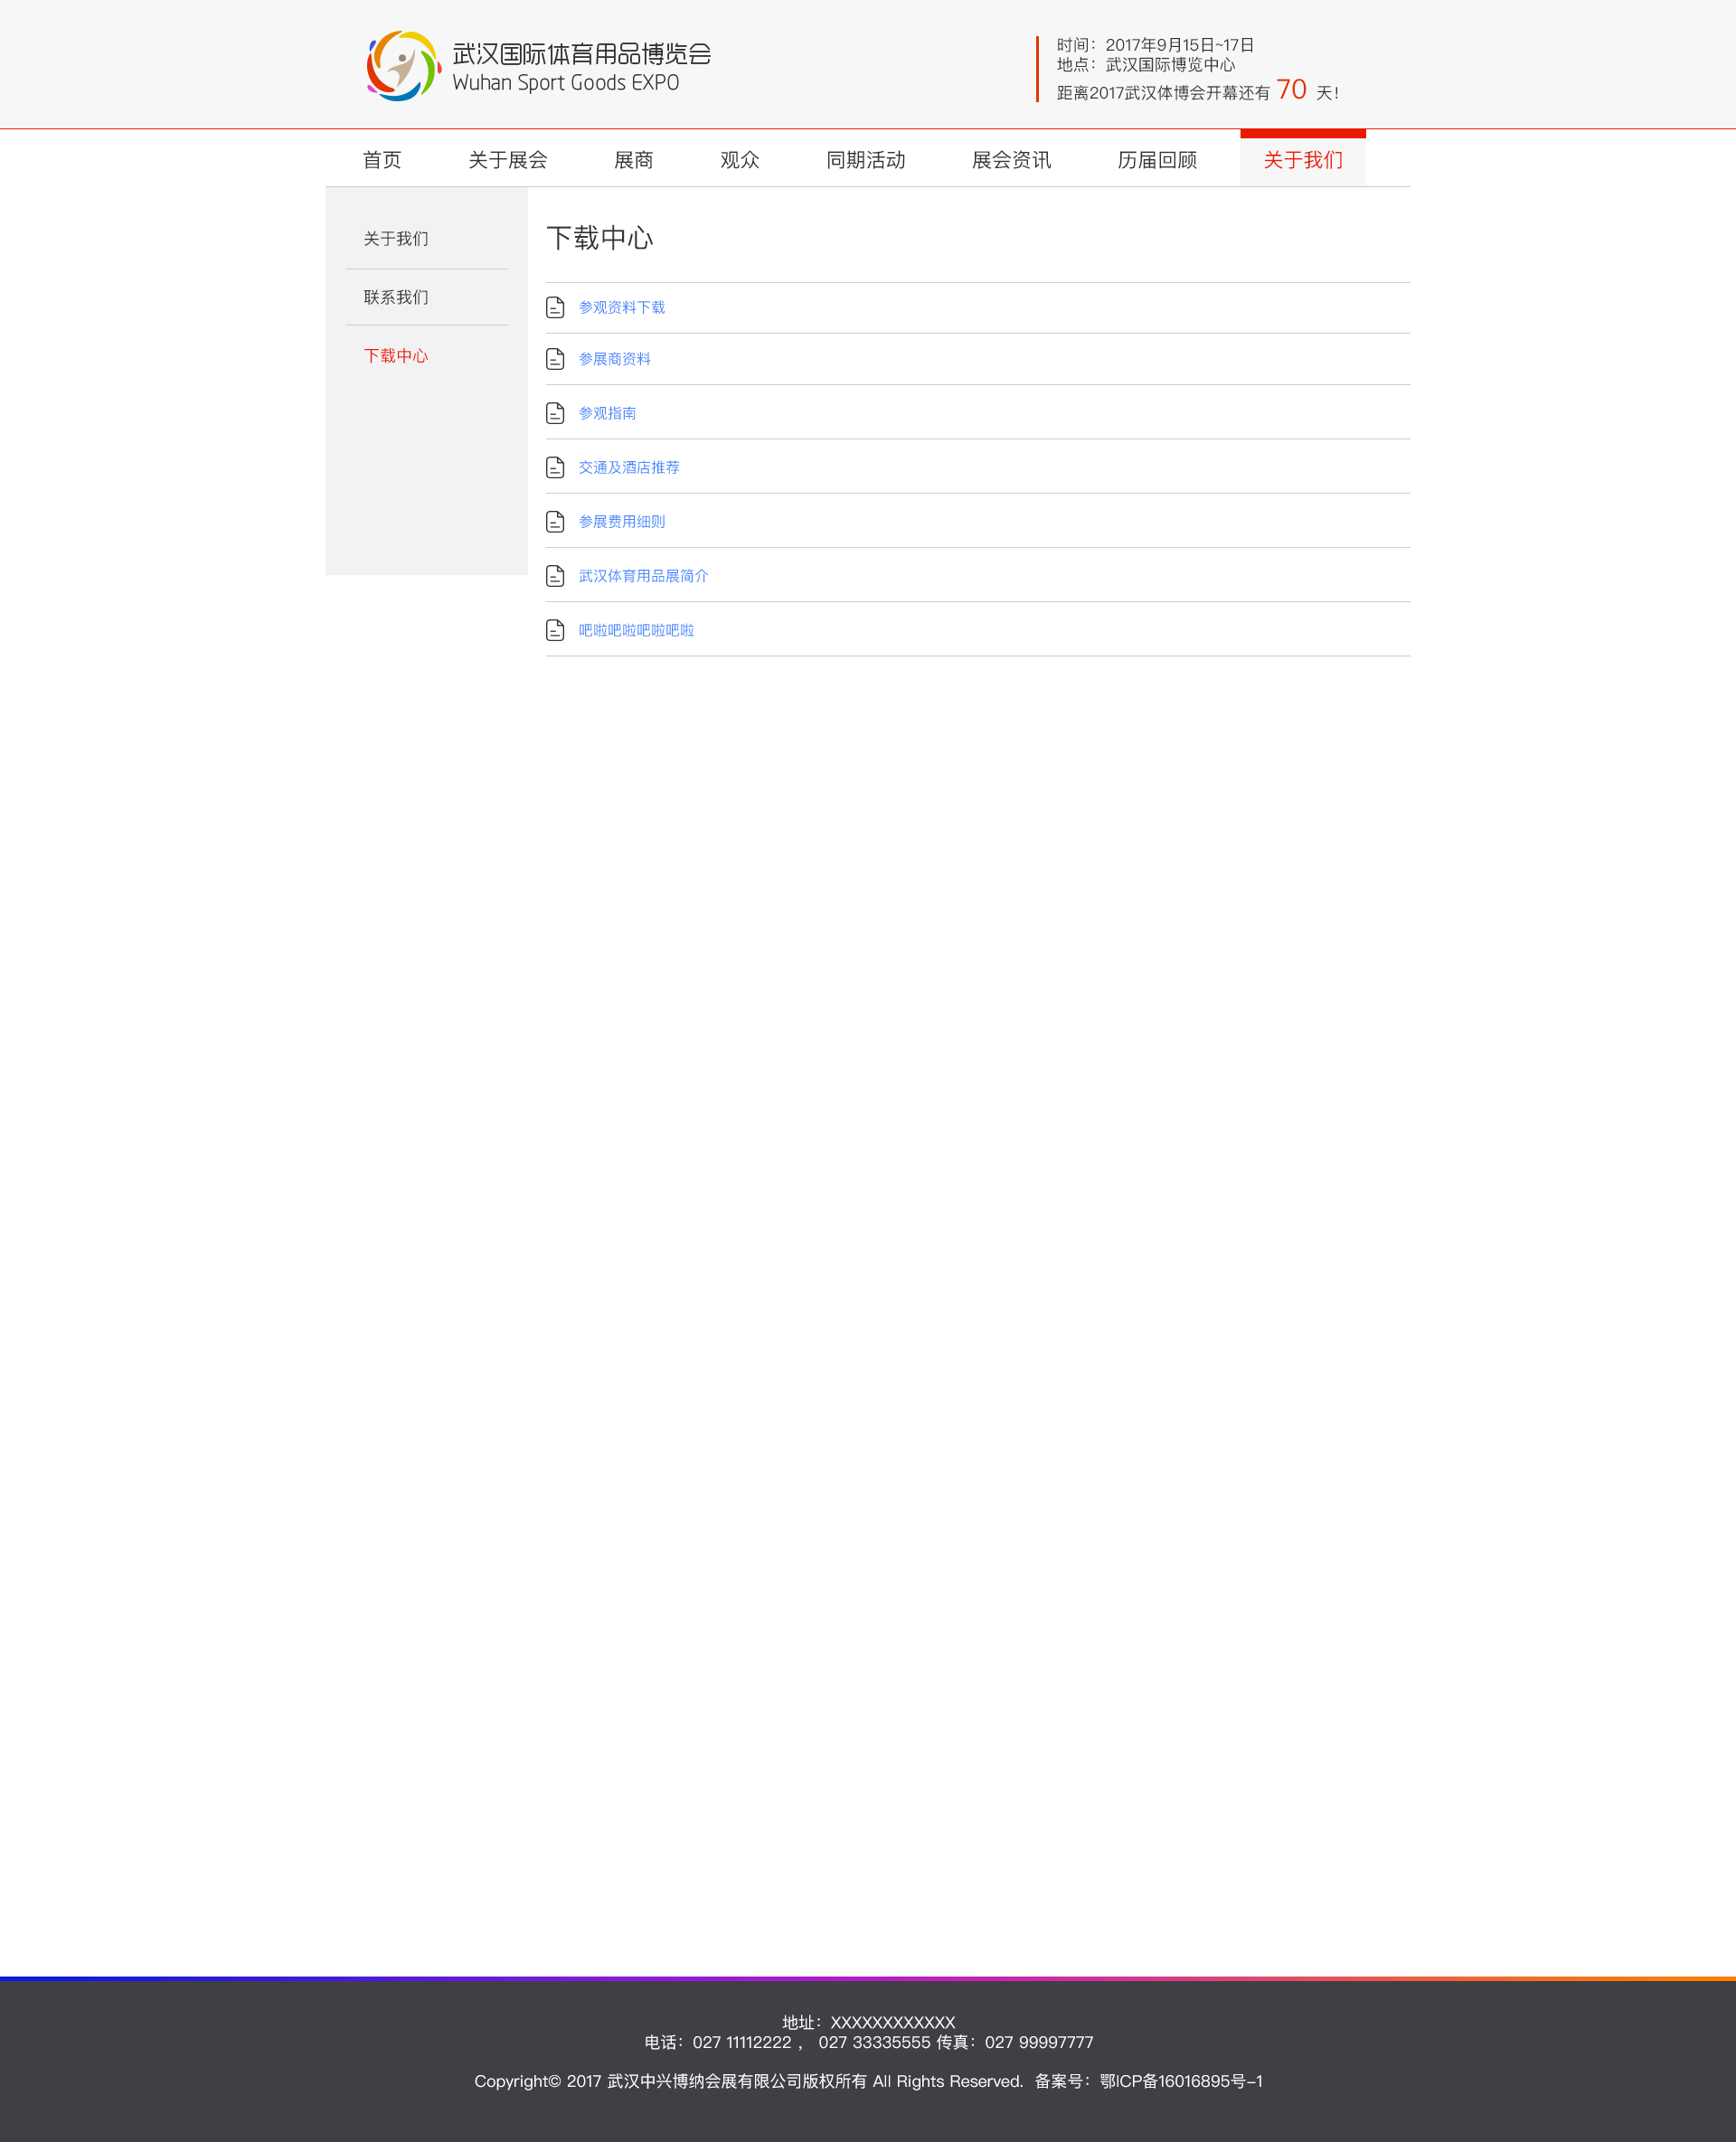 武汉国际体育用品博览会
Wuhan Sport Goods EXPO
时间：2017年9月15日~17日
地点：武汉国际博览中心
距离2017武汉体博会开幕还有 70 天！
首页 关于展会 展商 观众 同期活动 展会资讯 历届回顾 关于我们
关于我们
联系我们
下载中心
下载中心
参观资料下载
参展商资料
参观指南
交通及酒店推荐
参展费用细则
武汉体育用品展简介
吧啦吧啦吧啦吧啦
地址：XXXXXXXXXXXX
电话：027 11112222 ， 027 33335555 传真：027 99997777
Copyright© 2017 武汉中兴博纳会展有限公司版权所有 All Rights Reserved. 备案号：鄂ICP备16016895号-1